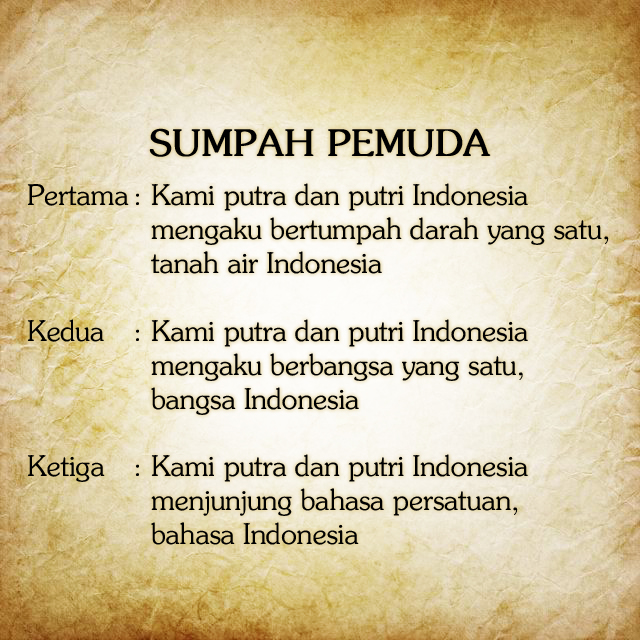 SUMPAH PEMUDA
Pertama : Kami putra dan putri Indonesia
mengaku bertumpah darah yang satu,
tanah air Indonesia
Kedua : Kami putra dan putri Indonesia
mengaku berbangsa yang satu,
bangsa Indonesia
Ketiga : Kami putra dan putri Indonesia
menjunjung bahasa persatuan,
bahasa Indonesia